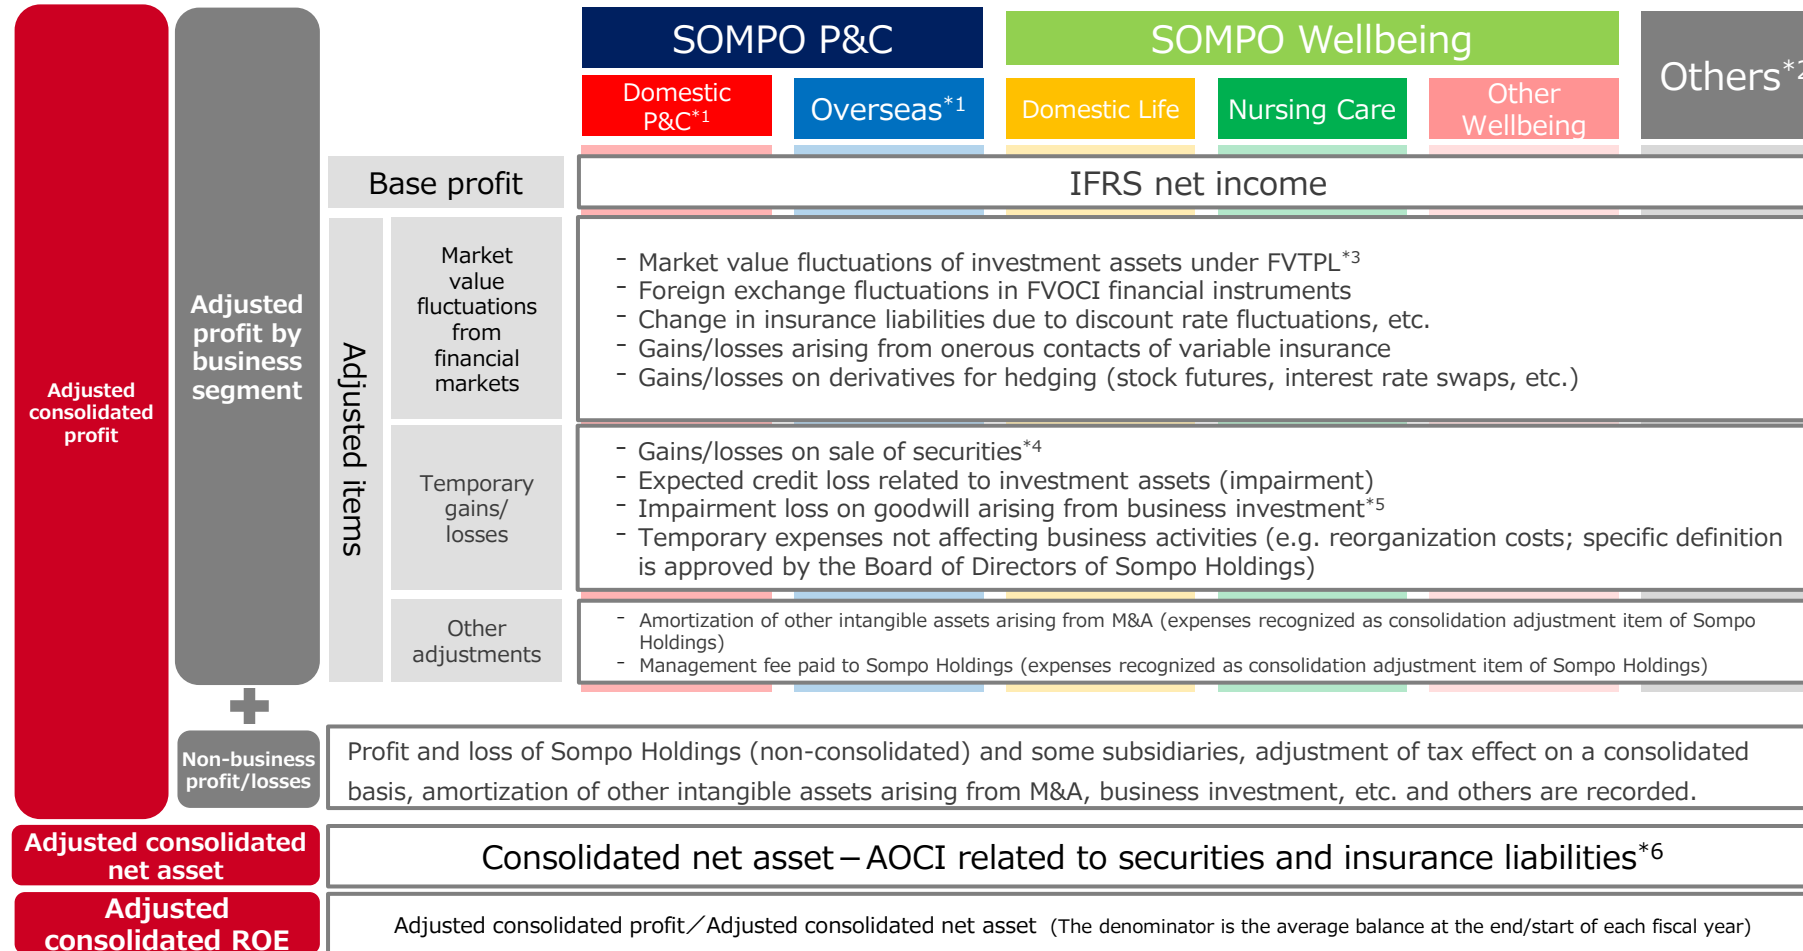 SOMPO P&C
SOMPO Wellbeing
Others*2
Domestic
P&C*1
Overseas*1
Domestic Life
Nursing Care
Other
Wellbeing
Adjusted
consolidated
profit
Adjusted
profit by
business
segment
Base profit
IFRS net income
Adjusted items
Market
value
fluctuations
from
financial
markets
- Market value fluctuations of investment assets under FVTPL*3
- Foreign exchange fluctuations in FVOCI financial instruments
- Change in insurance liabilities due to discount rate fluctuations, etc.
- Gains/losses arising from onerous contacts of variable insurance
- Gains/losses on derivatives for hedging (stock futures, interest rate swaps, etc.)
Temporary
gains/
losses
- Gains/losses on sale of securities*4
- Expected credit loss related to investment assets (impairment)
- Impairment loss on goodwill arising from business investment*5
- Temporary expenses not affecting business activities (e.g. reorganization costs; specific definition
is approved by the Board of Directors of Sompo Holdings)
Other
adjustments
- Amortization of other intangible assets arising from M&A (expenses recognized as consolidation adjustment item of Sompo
Holdings)
- Management fee paid to Sompo Holdings (expenses recognized as consolidation adjustment item of Sompo Holdings)
+
Non-business
profit/losses
Profit and loss of Sompo Holdings (non-consolidated) and some subsidiaries, adjustment of tax effect on a consolidated
basis, amortization of other intangible assets arising from M&A, business investment, etc. and others are recorded.
Adjusted consolidated
net asset
Consolidated net asset－AOCI related to securities and insurance liabilities*6
Adjusted
consolidated ROE
Adjusted consolidated profit／Adjusted consolidated net asset (The denominator is the average balance at the end/start of each fiscal year)